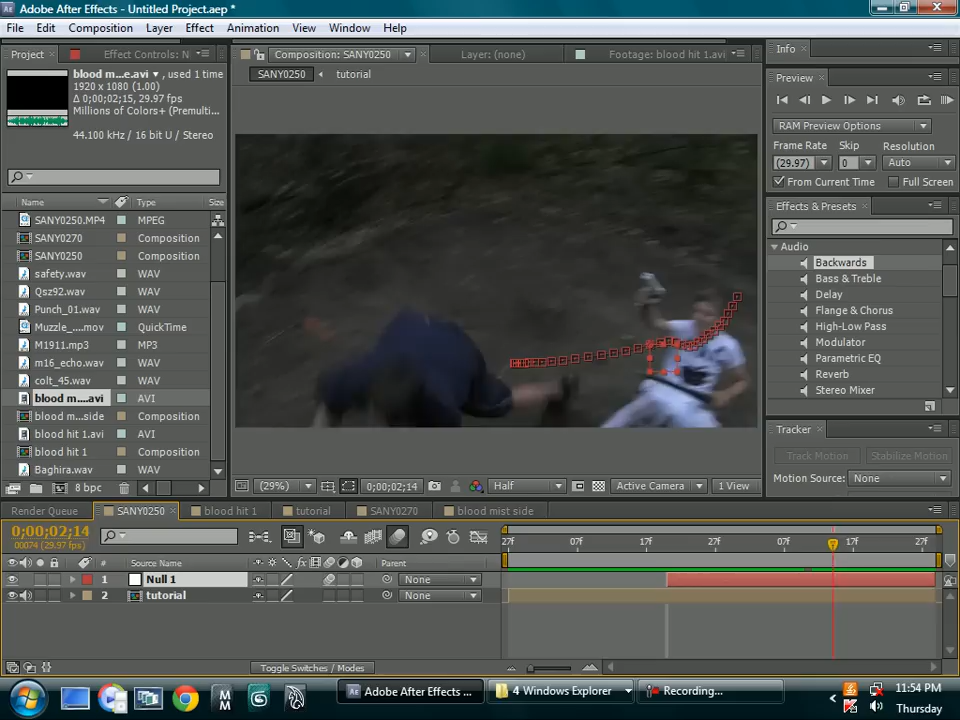 Adobe After Effects - Untitled Project.aep *
File Edit Composition Layer Effect Animation View Window Help
Project Effect Controls: N
Composition: SANY0250 Layer: (none) Footage: blood hit 1.avi
Info
blood m...e.avi ▾ , used 1 time
1920 x 1080 (1.00)
Δ 0;00;02;15, 29.97 fps
Millions of Colors+ (Premulti...
44.100 kHz / 16 bit U / Stereo
SANY0250 tutorial
Preview
RAM Preview Options
Frame Rate Skip Resolution
(29.97) 0 Auto
From Current Time Full Screen
Name Type Size
SANY0250.MP4 MPEG
SANY0270 Composition
SANY0250 Composition
safety.wav WAV
Qsz92.wav WAV
Punch_01.wav WAV
Muzzle_....mov QuickTime
M1911.mp3 MP3
m16_echo.wav WAV
colt_45.wav WAV
blood m....avi AVI
blood m...side Composition
blood hit 1.avi AVI
blood hit 1 Composition
Baghira.wav WAV
8 bpc
Effects & Presets
Audio
Backwards
Bass & Treble
Delay
Flange & Chorus
High-Low Pass
Modulator
Parametric EQ
Reverb
Stereo Mixer
Tracker
Track Motion Stabilize Motion
Motion Source: None
(29%) 0;00;02;14 Half Active Camera 1 View
Render Queue SANY0250 blood hit 1 tutorial SANY0270 blood mist side
0;00;02;14
00074 (29.97 fps)
27f 07f 17f 27f 07f 17f 27f
# Source Name fx Parent
1 Null 1 None
2 tutorial None
Toggle Switches / Modes
MM
Adobe After Effects ... 4 Windows Explorer Recording...
11:54 PM
Thursday